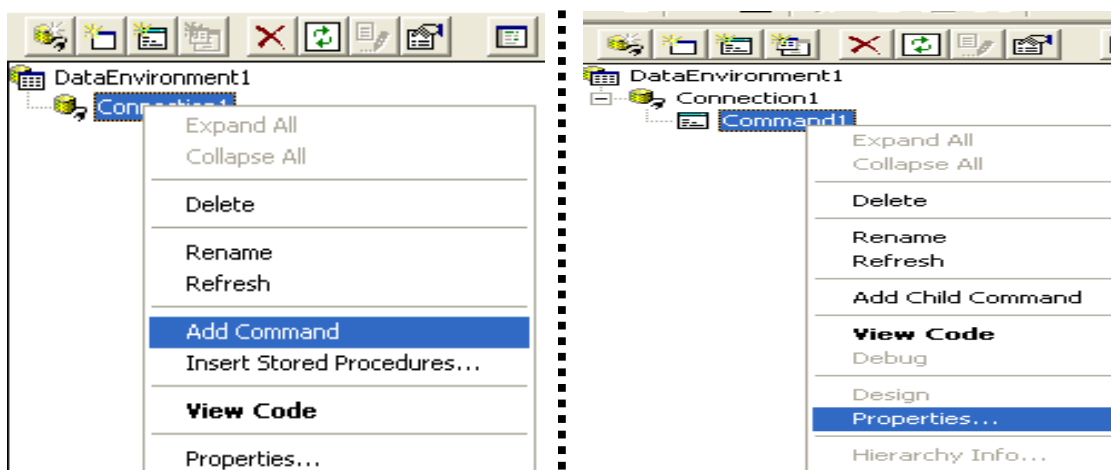 DataEnvironment1
Connection1
Expand All
Collapse All
Delete
Rename
Refresh
Add Command
Insert Stored Procedures...
View Code
Properties...
DataEnvironment1
Connection1
Command1
Expand All
Collapse All
Delete
Rename
Refresh
Add Child Command
View Code
Debug
Design
Properties...
Hierarchy Info...